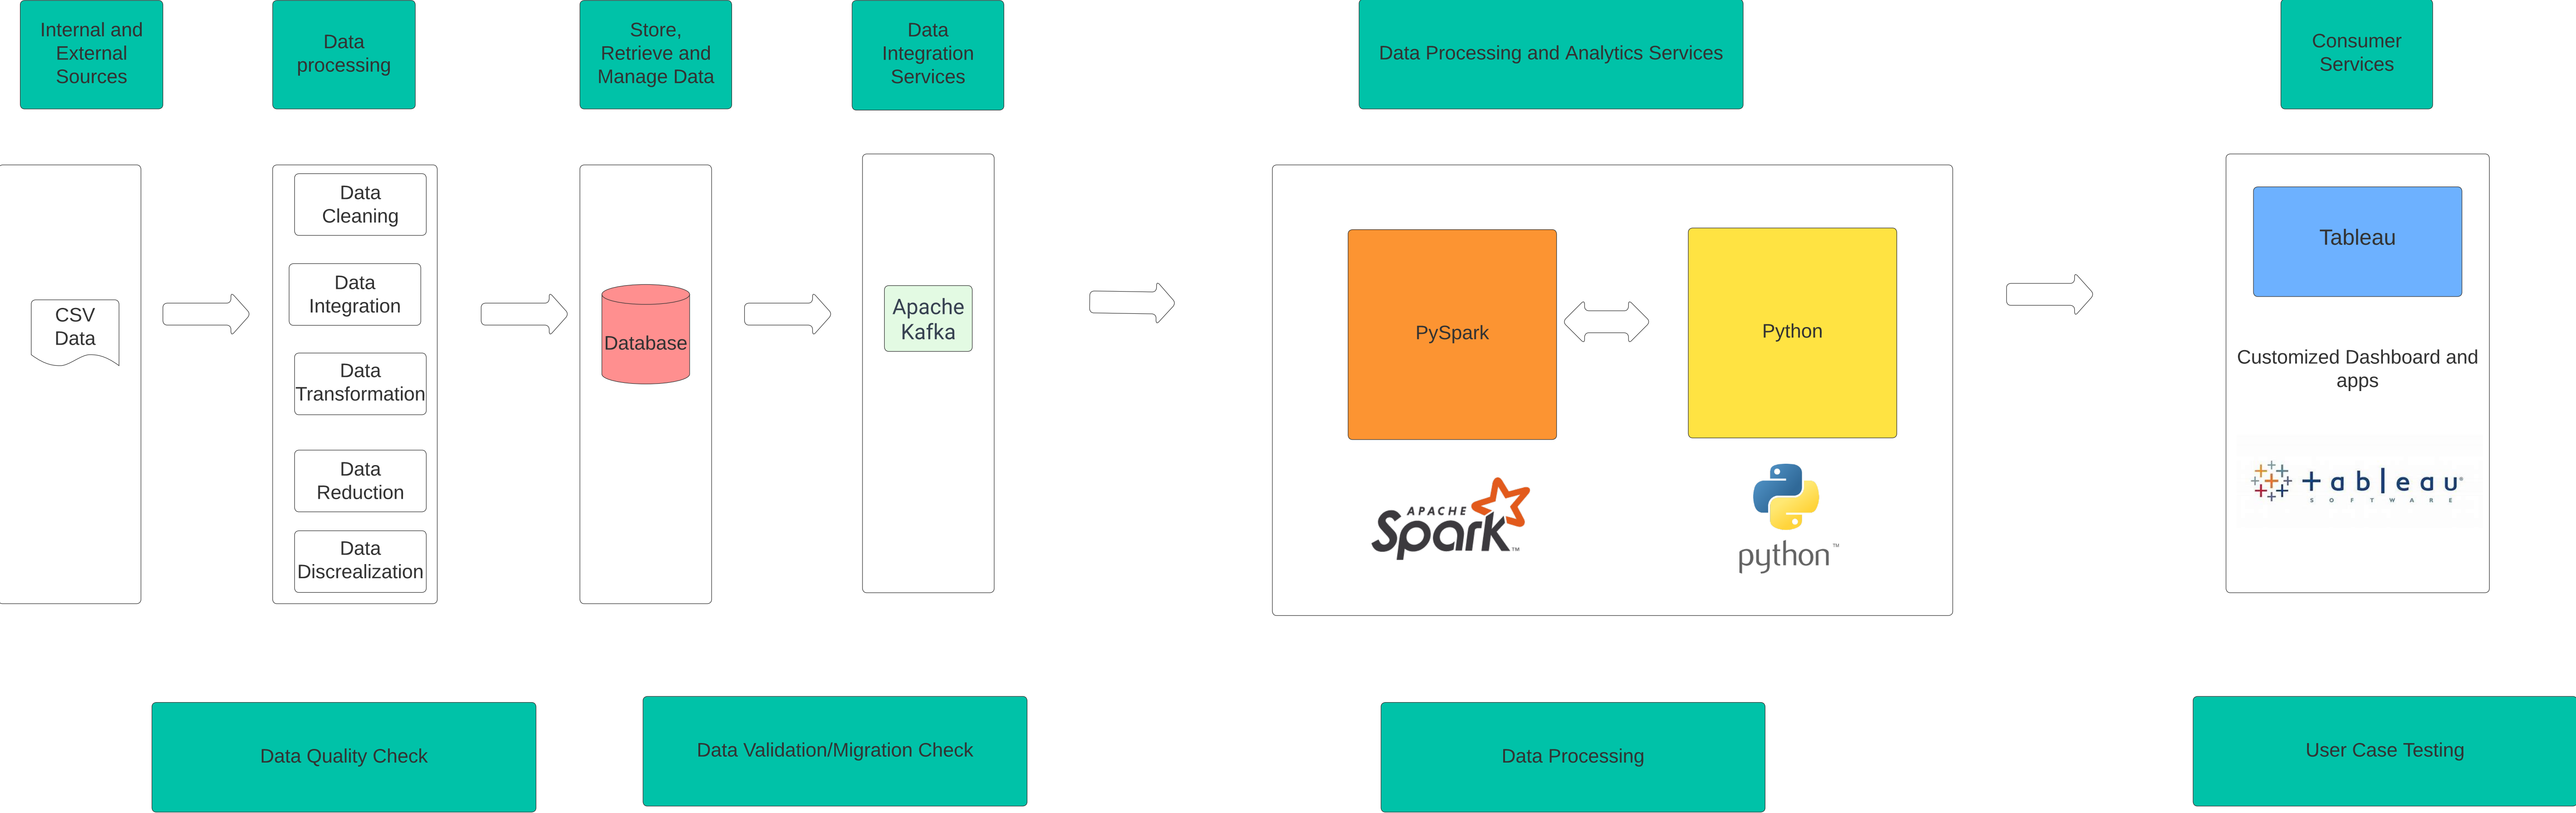 Internal and
External
Sources
Data
processing
Store,
Retrieve and
Manage Data
Data
Integration
Services
Data Processing and Analytics Services
Consumer
Services
CSV
Data
Data
Cleaning
Data
Integration
Data
Transformation
Data
Reduction
Data
Discrealization
Database
Apache
Kafka
PySpark
Python
APACHE
Spark™
python™
Tableau
Customized Dashboard and
apps
+ableau®
SOFTWARE
Data Quality Check
Data Validation/Migration Check
Data Processing
User Case Testing